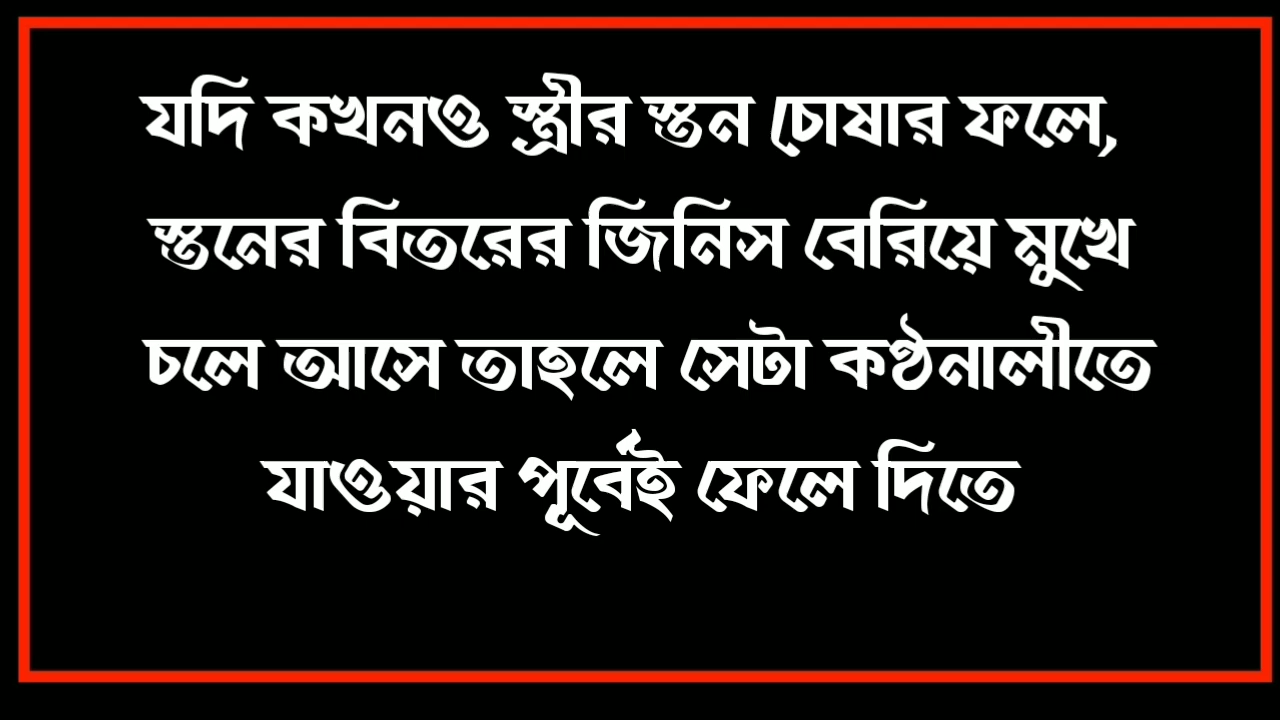 যদি কখনও স্ত্রীর স্তন চোষার ফলে,
স্তনের বিতরের জিনিস বেরিয়ে মুখে
চলে আসে তাহলে সেটা কণ্ঠনালীতে
যাওয়ার পূর্বেই ফেলে দিতে